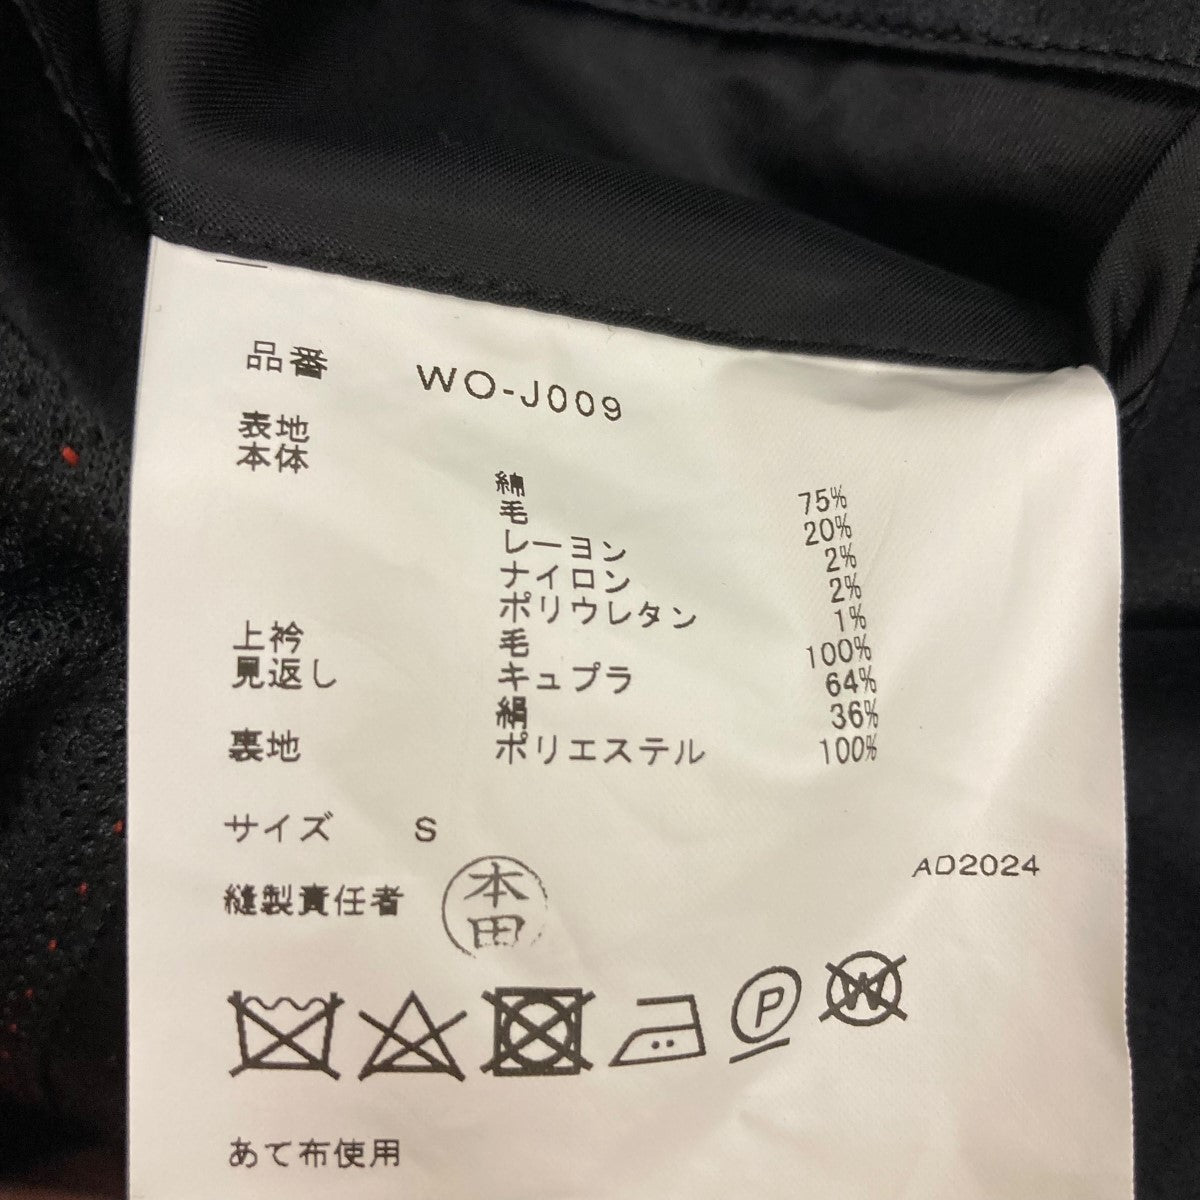 品番 WO-J009
表地
本体
綿 75%
毛 20%
レーヨン 2%
ナイロン 2%
ポリウレタン 1%
上衿 毛 100%
見返し キュプラ 64%
絹 36%
裏地 ポリエステル 100%
サイズ S
AD2024
縫製責任者 本田
P
W
あて布使用